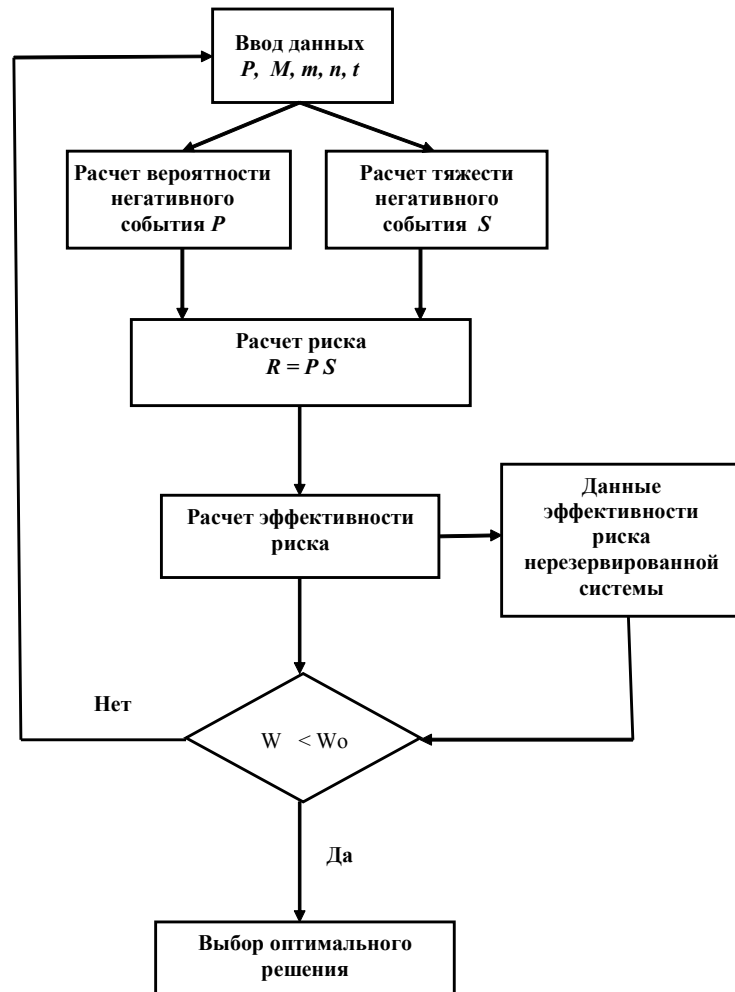 Ввод данных
P, M, m, n, t
Расчет вероятности
негативного
события P
Расчет тяжести
негативного
события S
Расчет риска
R = P S
Расчет эффективности
риска
Данные
эффективности
риска
нерезервированной
системы
Нет
W < Wo
Да
Выбор оптимального
решения